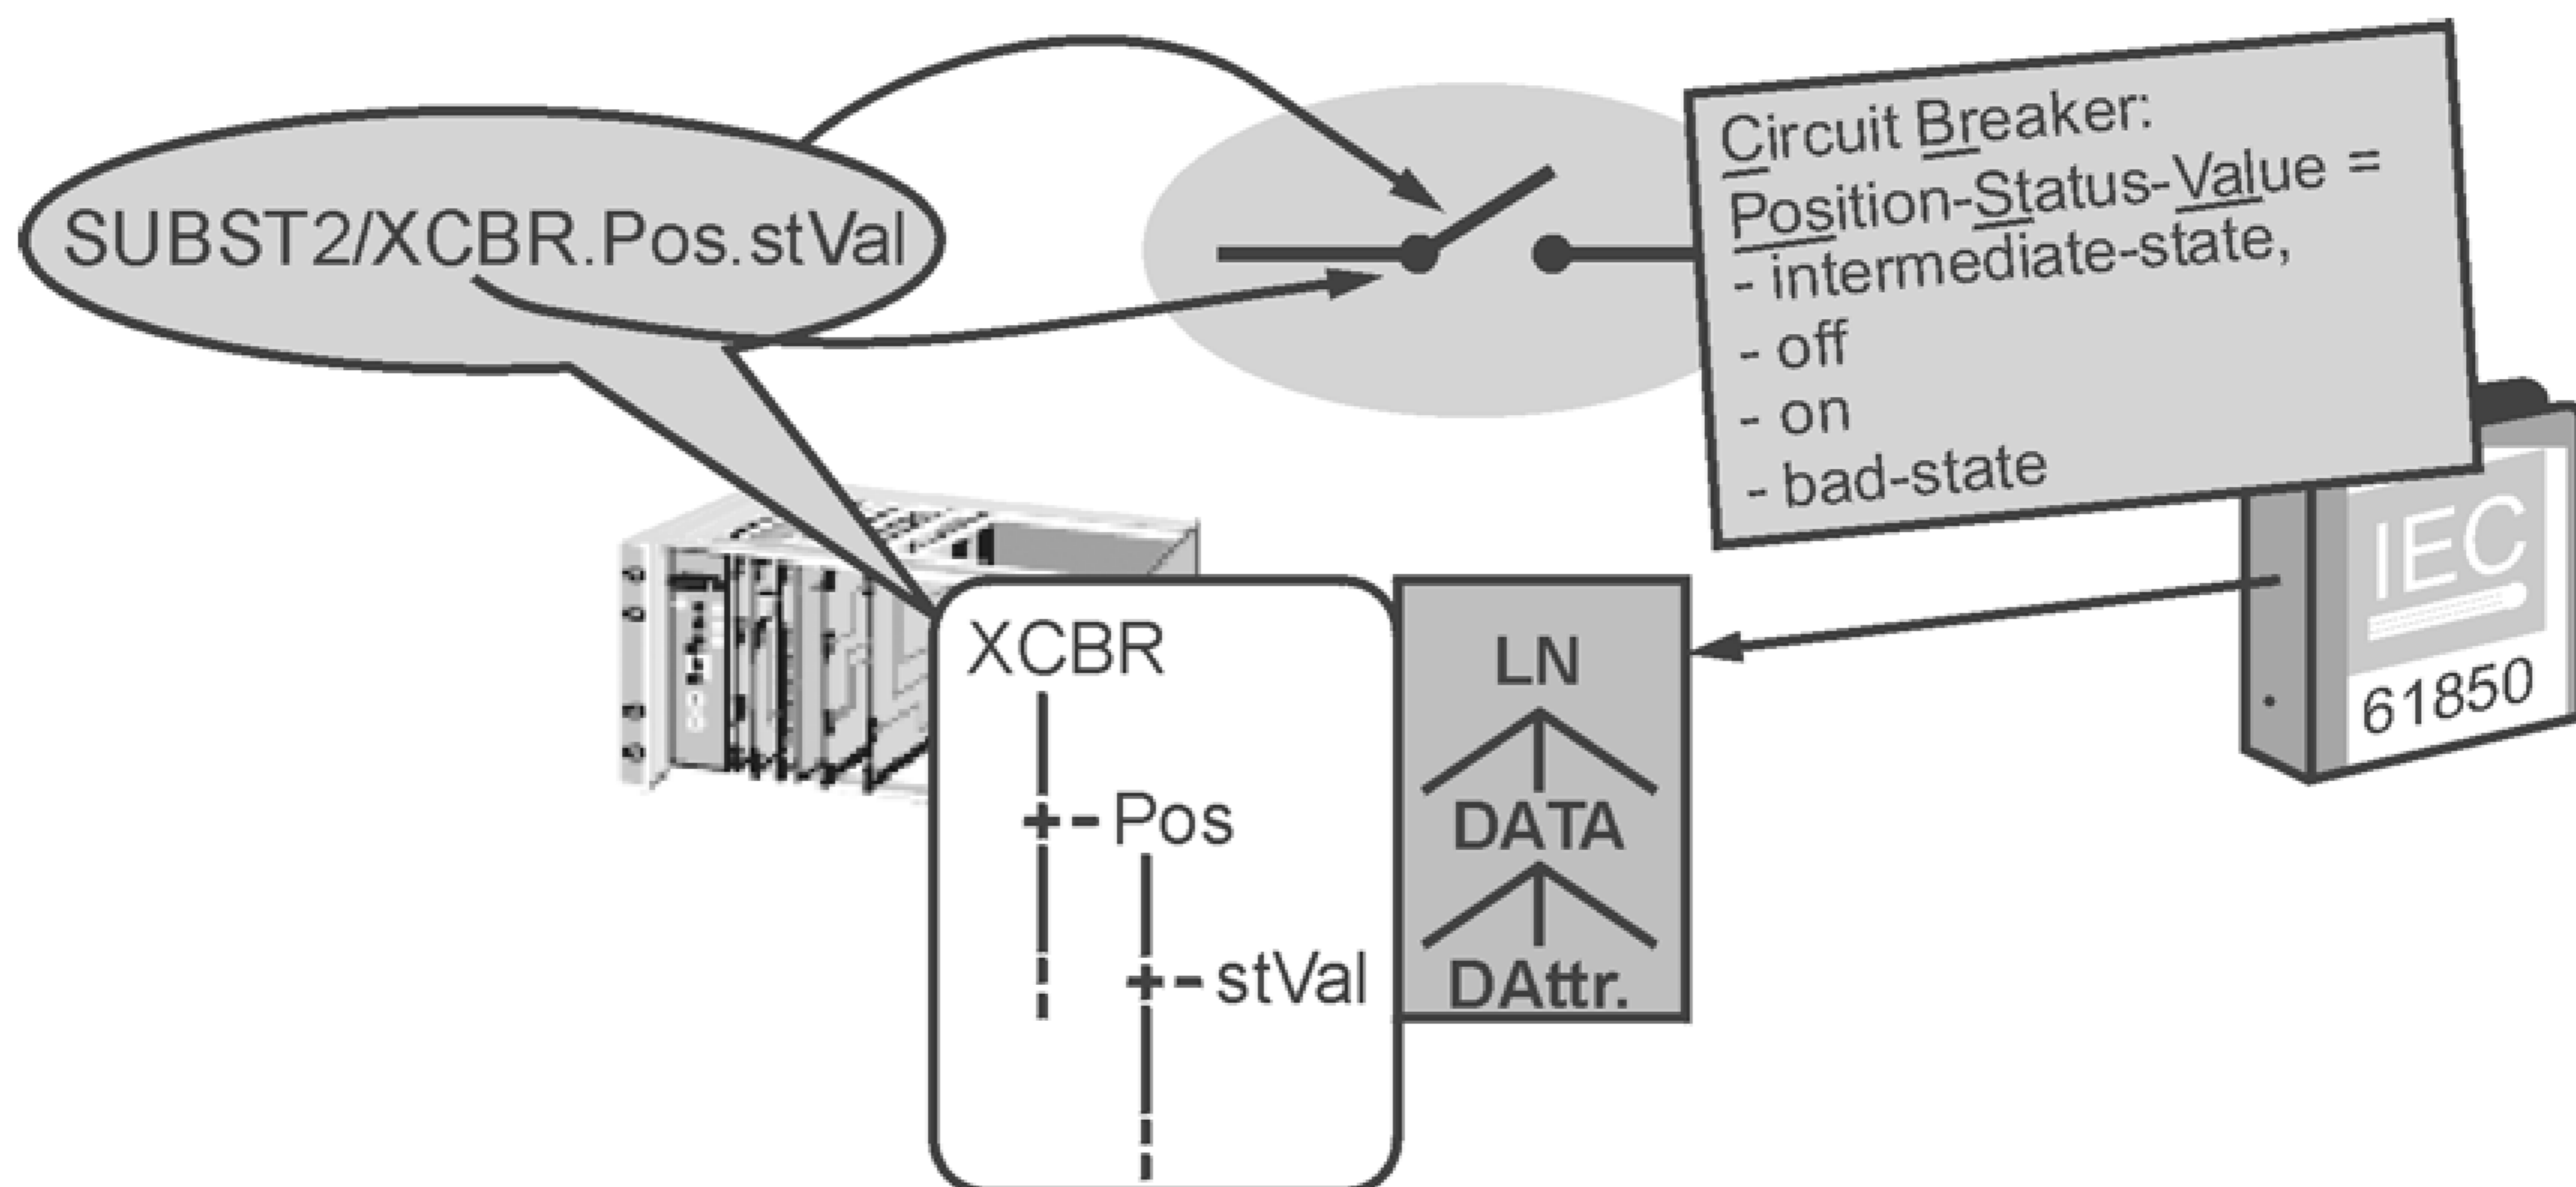 SUBST2/XCBR.Pos.stVal
Circuit Breaker:
Position-Status-Value =
- intermediate-state,
- off
- on
- bad-state
IEC
61850
XCBR
Pos
stVal
LN
DATA
DAttr.